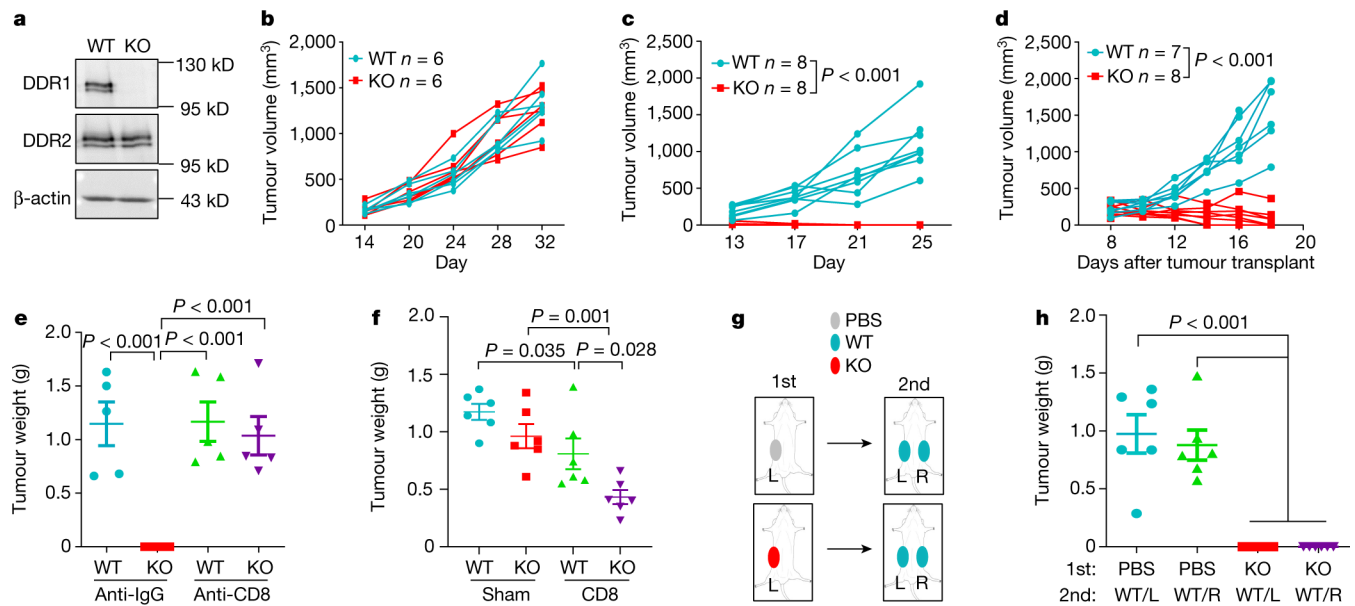 a
WT KO
DDR1
130 kD
95 kD
DDR2
95 kD
β-actin
43 kD
b
Tumour volume (mm³)
2,000
1,500
1,000
500
0
WT n = 6
KO n = 6
14 20 24 28 32
Day
c
Tumour volume (mm³)
2,500
2,000
1,500
1,000
500
0
WT n = 8
KO n = 8
P < 0.001
13 17 21 25
Day
d
Tumour volume (mm³)
2,500
2,000
1,500
1,000
500
0
WT n = 7
KO n = 8
P < 0.001
8 12 16 20
Days after tumour transplant
e
Tumour weight (g)
2.0
1.5
1.0
0.5
0
P < 0.001
P < 0.001
P < 0.001
WT KO WT KO
Anti-IgG Anti-CD8
f
Tumour weight (g)
2.0
1.5
1.0
0.5
0
P = 0.001
P = 0.035
P = 0.028
WT KO WT KO
Sham CD8
g
PBS
WT
KO
1st 2nd
L L R
L L R
h
Tumour weight (g)
2.0
1.5
1.0
0.5
0
P < 0.001
1st: PBS PBS KO KO
2nd: WT/L WT/R WT/L WT/R